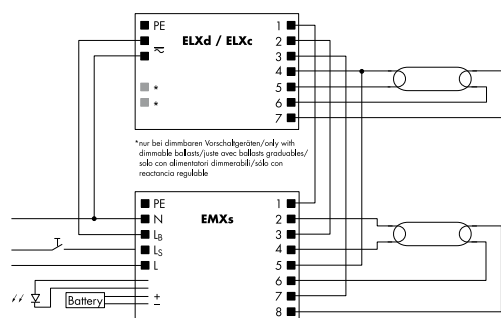 PE
ELXd / ELXc
1
2
3
4
5
6
7
*
*
*nur bei dimmbaren Vorschaltgeräten/only with
dimmable ballasts/juste avec ballasts graduables/
solo con alimentatori dimmerabili/sólo con
reactancia regulable
PE
N
LB
LS
L
EMXs
1
2
3
4
5
6
7
8
T
Battery
+
−